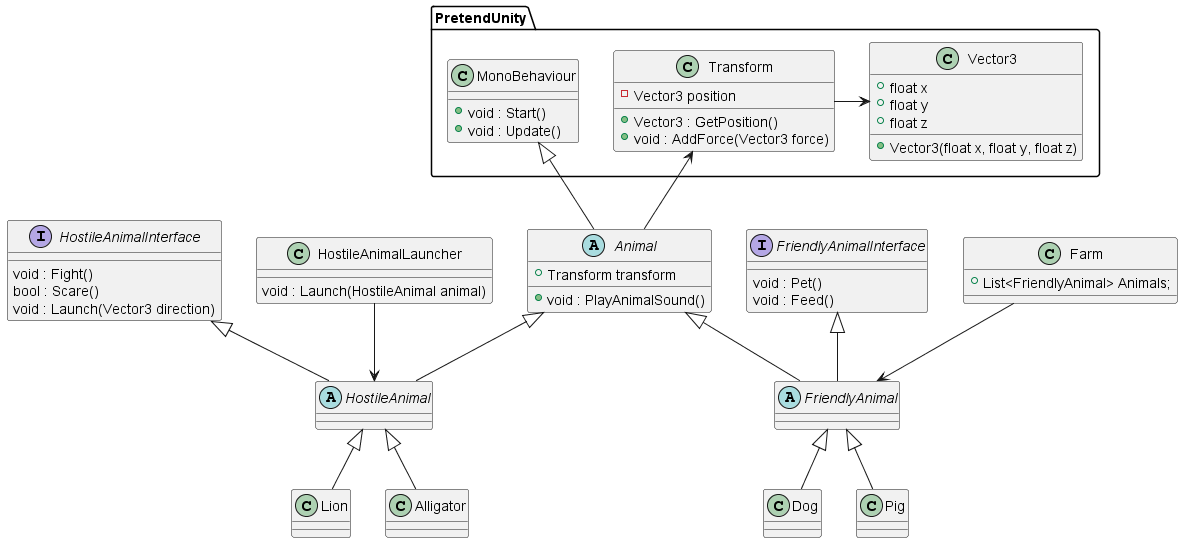 PretendUnity
C MonoBehaviour
void : Start()
void : Update()
C Transform
Vector3 position
Vector3 : GetPosition()
void : AddForce(Vector3 force)
C Vector3
float x
float y
float z
Vector3(float x, float y, float z)
I HostileAnimalInterface
void : Fight()
bool : Scare()
void : Launch(Vector3 direction)
C HostileAnimalLauncher
void : Launch(HostileAnimal animal)
A Animal
Transform transform
void : PlayAnimalSound()
I FriendlyAnimalInterface
void : Pet()
void : Feed()
C Farm
List<FriendlyAnimal> Animals;
A HostileAnimal
A FriendlyAnimal
C Lion
C Alligator
C Dog
C Pig